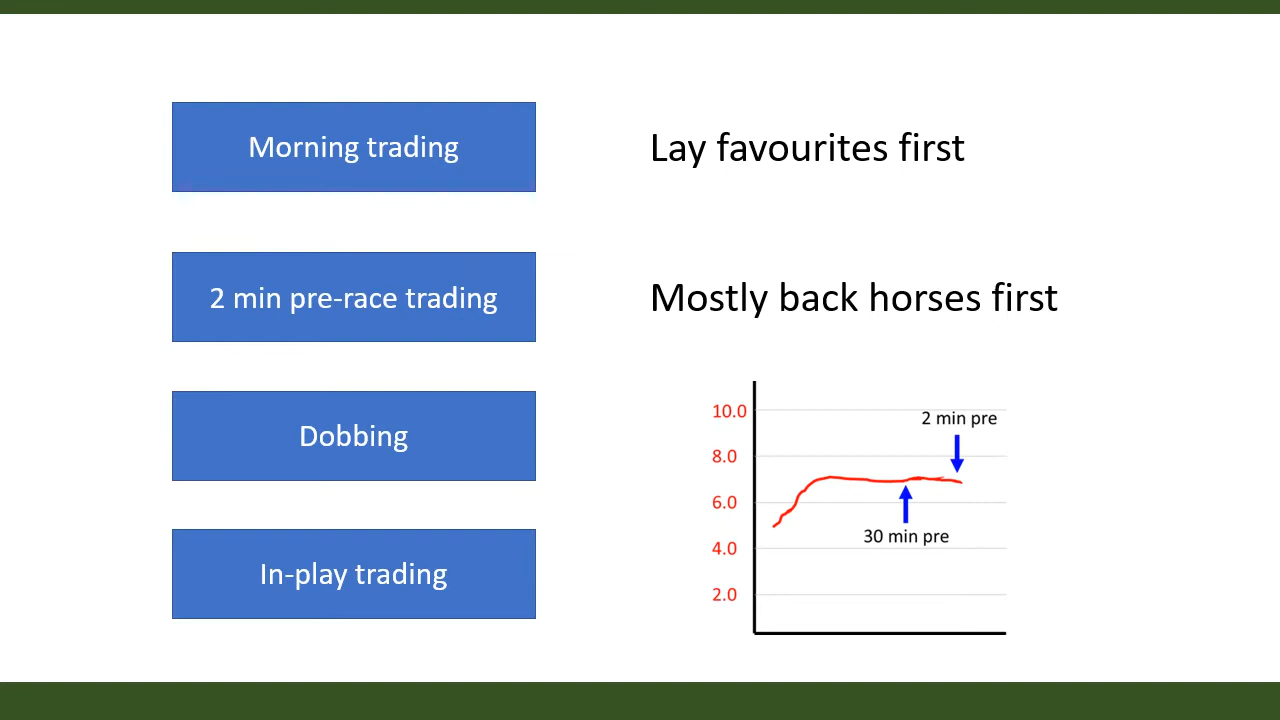 Morning trading
Lay favourites first
2 min pre-race trading
Mostly back horses first
Dobbing
In-play trading
10.0
2 min pre
8.0
6.0
30 min pre
4.0
2.0